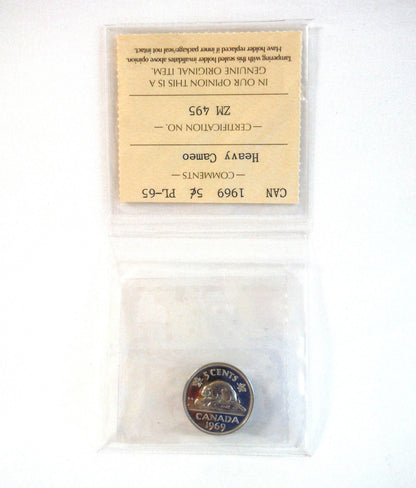 CAN 1969 5¢ PL-65
— COMMENTS —
Heavy Cameo
— CERTIFICATION NO. —
ZM 495
IN OUR OPINION THIS IS A
GENUINE ORIGINAL ITEM.
Tampering with the sealed holder invalidates above opinion.
Have holder replaced if inner package/seal not intact.
5 CENTS
CANADA
1969